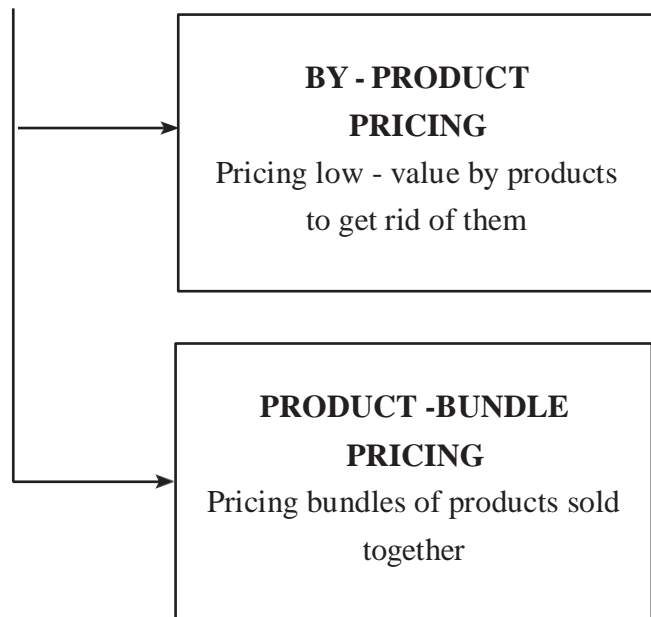 BY - PRODUCT
PRICING
Pricing low - value by products
to get rid of them
PRODUCT -BUNDLE
PRICING
Pricing bundles of products sold
together